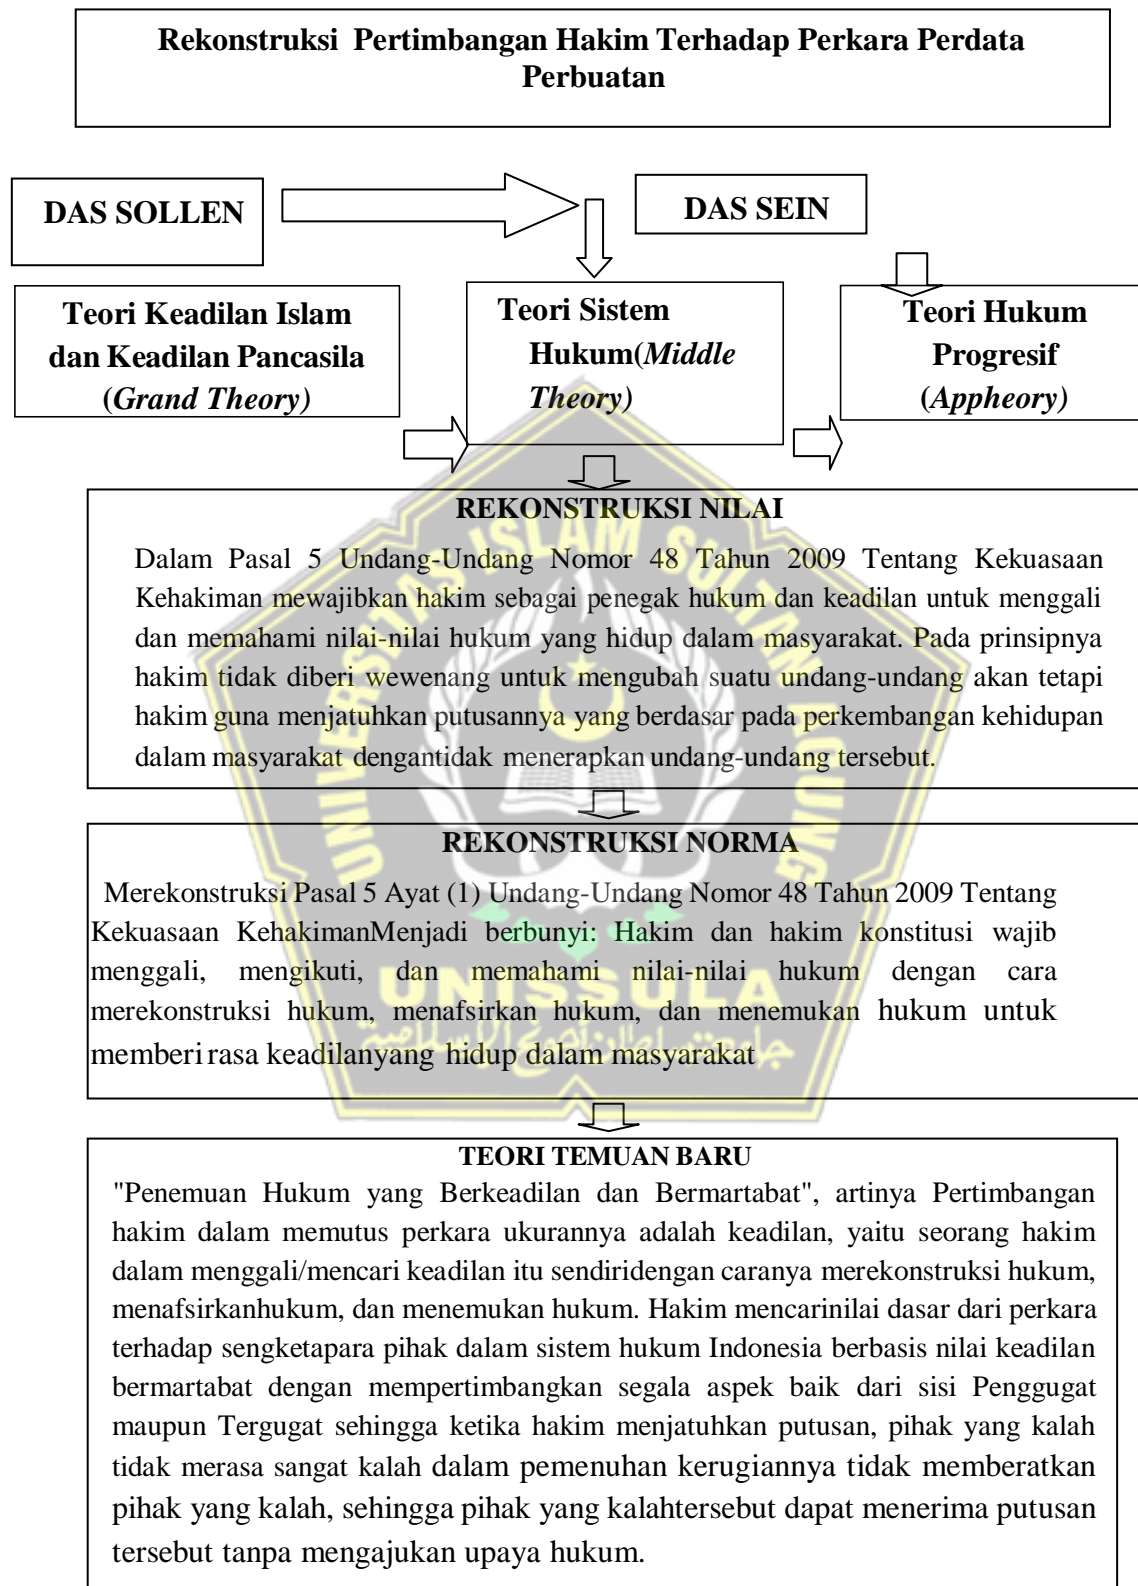 Rekonstruksi Pertimbangan Hakim Terhadap Perkara Perdata
Perbuatan
DAS SOLLEN
DAS SEIN
Teori Keadilan Islam
dan Keadilan Pancasila
(Grand Theory)
Teori Sistem
Hukum(Middle
Theory)
Teori Hukum
Progresif
(Appheory)
REKONSTRUKSI NILAI
Dalam Pasal 5 Undang-Undang Nomor 48 Tahun 2009 Tentang Kekuasaan
Kehakiman mewajibkan hakim sebagai penegak hukum dan keadilan untuk menggali
dan memahami nilai-nilai hukum yang hidup dalam masyarakat. Pada prinsipnya
hakim tidak diberi wewenang untuk mengubah suatu undang-undang akan tetapi
hakim guna menjatuhkan putusannya yang berdasar pada perkembangan kehidupan
dalam masyarakat dengantidak menerapkan undang-undang tersebut.
REKONSTRUKSI NORMA
Merekonstruksi Pasal 5 Ayat (1) Undang-Undang Nomor 48 Tahun 2009 Tentang
Kekuasaan KehakimanMenjadi berbunyi: Hakim dan hakim konstitusi wajib
menggali, mengikuti, dan memahami nilai-nilai hukum dengan cara
merekonstruksi hukum, menafsirkan hukum, dan menemukan hukum untuk
memberi rasa keadilanyang hidup dalam masyarakat
TEORI TEMUAN BARU
"Penemuan Hukum yang Berkeadilan dan Bermartabat", artinya Pertimbangan
hakim dalam memutus perkara ukurannya adalah keadilan, yaitu seorang hakim
dalam menggali/mencari keadilan itu sendiridengan caranya merekonstruksi hukum,
menafsirkanhukum, dan menemukan hukum. Hakim mencarinilai dasar dari perkara
terhadap sengketapara pihak dalam sistem hukum Indonesia berbasis nilai keadilan
bermartabat dengan mempertimbangkan segala aspek baik dari sisi Penggugat
maupun Tergugat sehingga ketika hakim menjatuhkan putusan, pihak yang kalah
tidak merasa sangat kalah dalam pemenuhan kerugiannya tidak memberatkan
pihak yang kalah, sehingga pihak yang kalahtersebut dapat menerima putusan
tersebut tanpa mengajukan upaya hukum.
UNIVERSITAS ISLAM SULTAN AGUNG
UNISSULA
جامعة سلطان أجونج الإسلامية